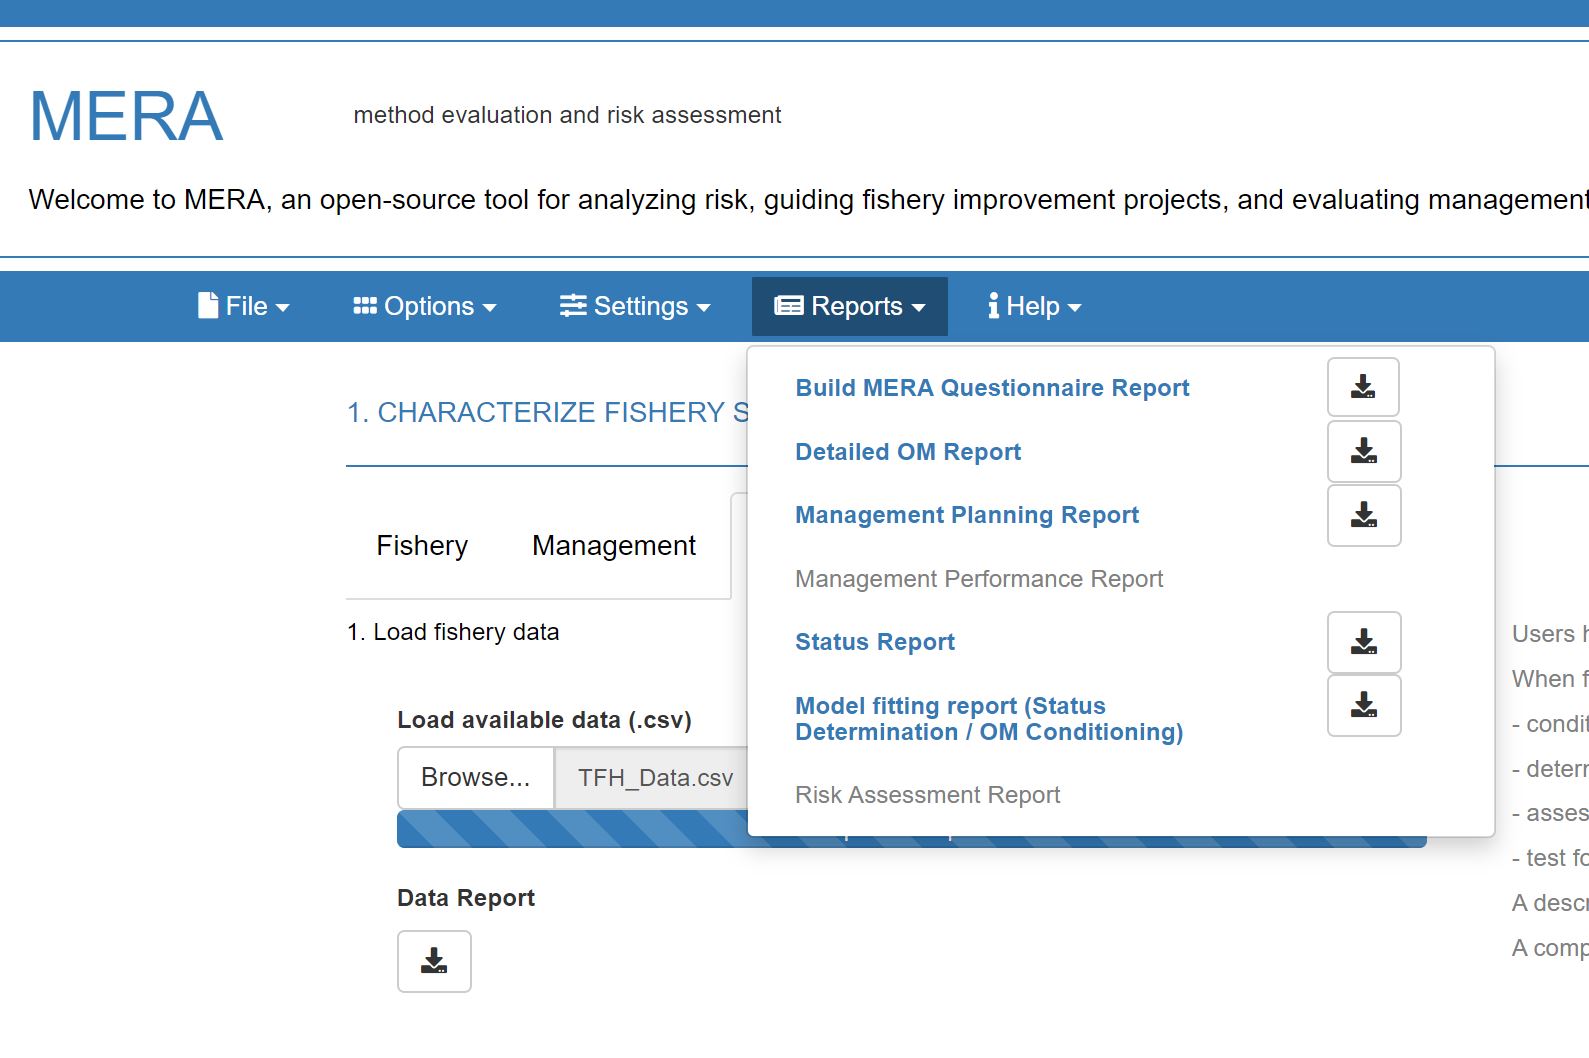 MERA
method evaluation and risk assessment
Welcome to MERA, an open-source tool for analyzing risk, guiding fishery improvement projects, and evaluating management
File
Options
Settings
Reports
Help
Build MERA Questionnaire Report
1. CHARACTERIZE FISHERY S
Detailed OM Report
Management Planning Report
Fishery
Management
Management Performance Report
1. Load fishery data
Status Report
Model fitting report (Status
Determination / OM Conditioning)
Load available data (.csv)
Browse...
TFH_Data.csv
Risk Assessment Report
Data Report
Users h
When f
- condit
- deterr
- asses
- test fo
A descr
A comp